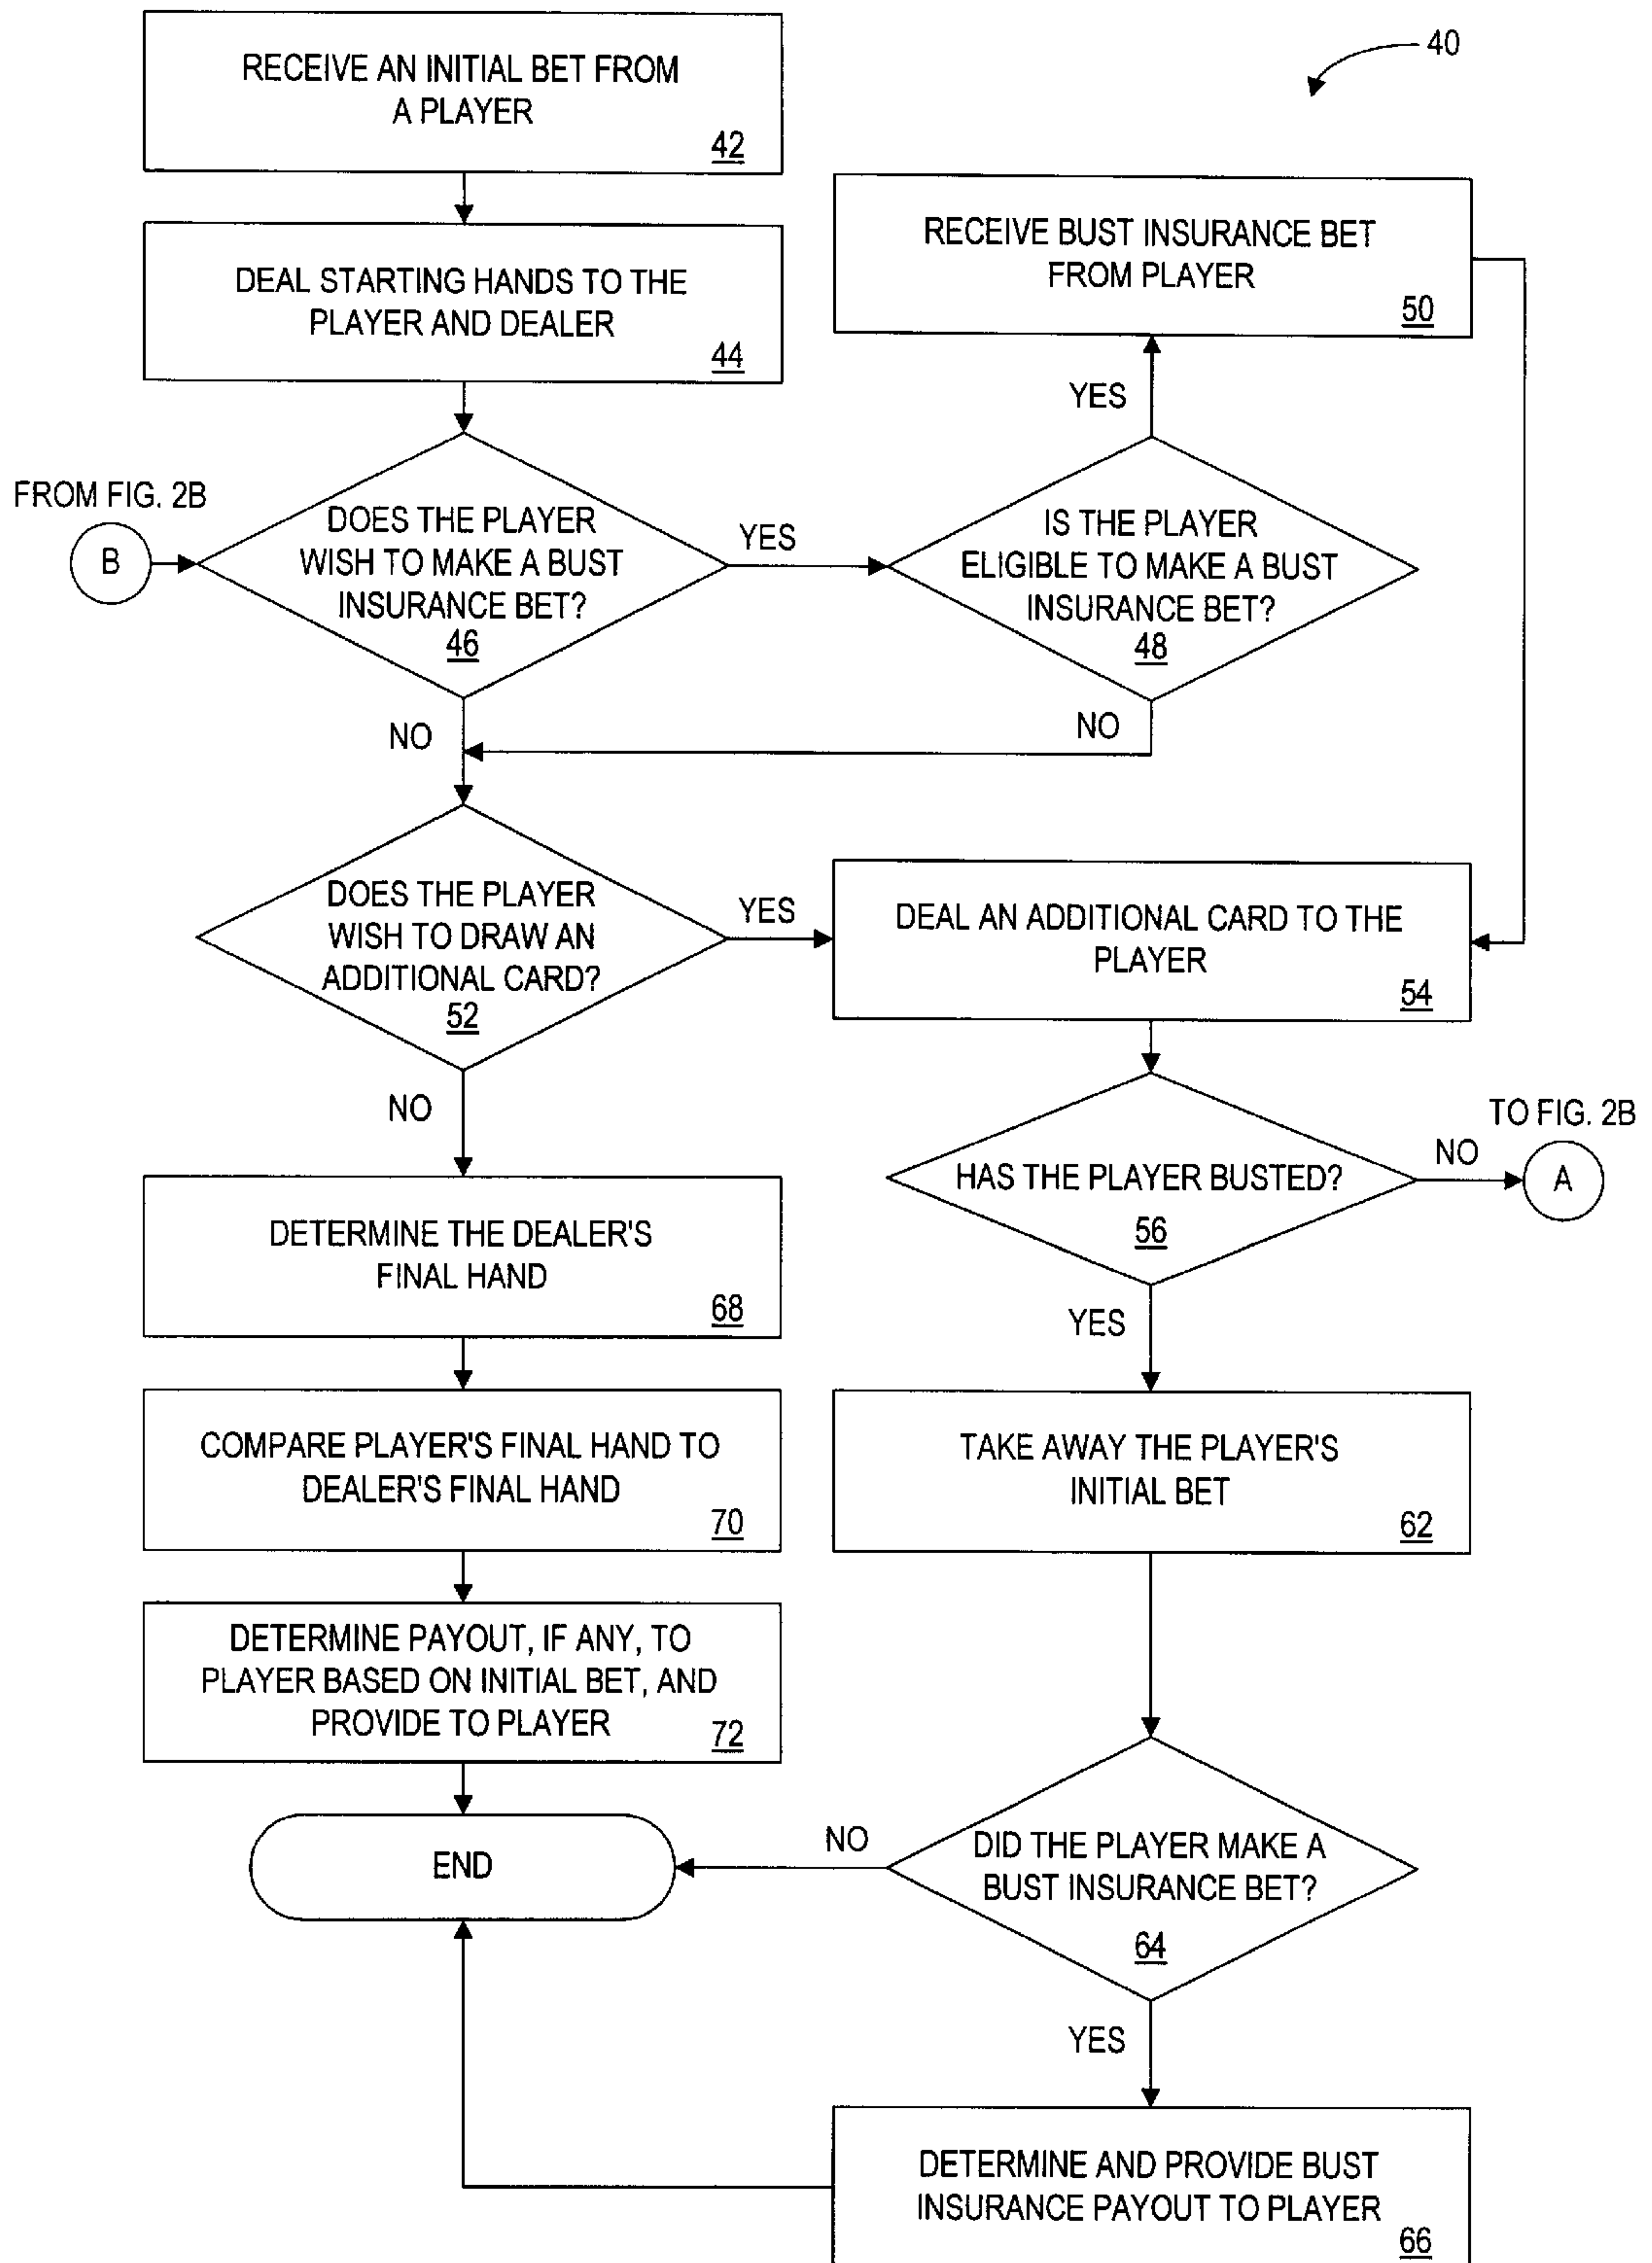 40
RECEIVE AN INITIAL BET FROM
A PLAYER
42
DEAL STARTING HANDS TO THE
PLAYER AND DEALER
44
RECEIVE BUST INSURANCE BET
FROM PLAYER
50
YES
FROM FIG. 2B
B
DOES THE PLAYER
WISH TO MAKE A BUST
INSURANCE BET?
46
YES
IS THE PLAYER
ELIGIBLE TO MAKE A BUST
INSURANCE BET?
48
NO
NO
DOES THE PLAYER
WISH TO DRAW AN
ADDITIONAL CARD?
52
YES
DEAL AN ADDITIONAL CARD TO THE
PLAYER
54
NO
HAS THE PLAYER BUSTED?
56
NO
TO FIG. 2B
A
YES
DETERMINE THE DEALER'S
FINAL HAND
68
COMPARE PLAYER'S FINAL HAND TO
DEALER'S FINAL HAND
70
TAKE AWAY THE PLAYER'S
INITIAL BET
62
DETERMINE PAYOUT, IF ANY, TO
PLAYER BASED ON INITIAL BET, AND
PROVIDE TO PLAYER
72
END
NO
DID THE PLAYER MAKE A
BUST INSURANCE BET?
64
YES
DETERMINE AND PROVIDE BUST
INSURANCE PAYOUT TO PLAYER
66